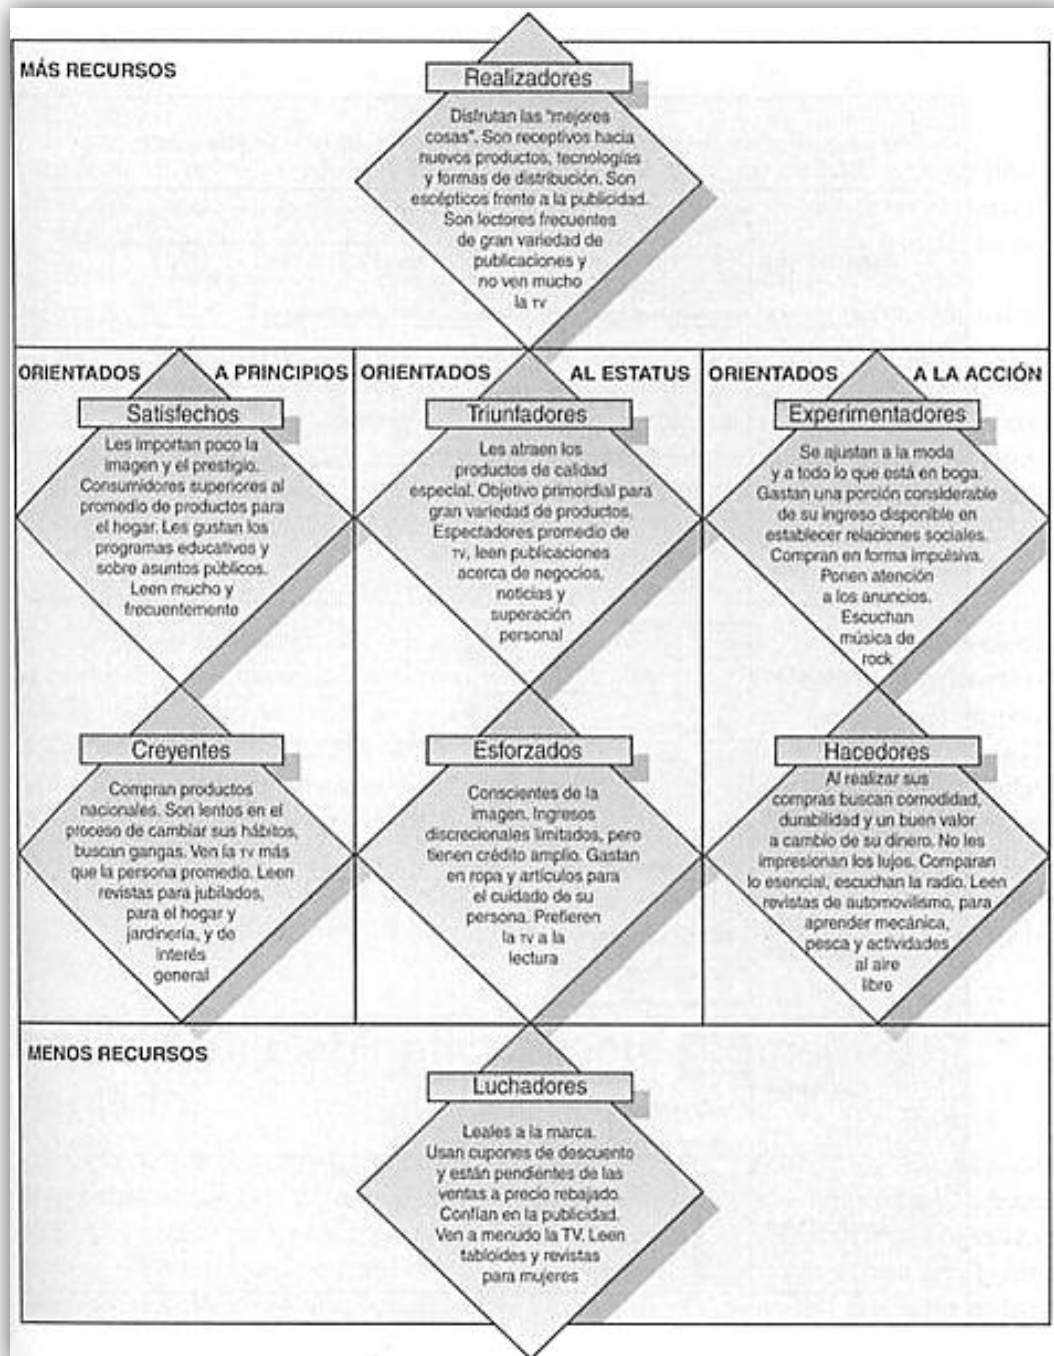 MÁS RECURSOS
Realizadores
Disfrutan las "mejores
cosas". Son receptivos hacia
nuevos productos, tecnologías
y formas de distribución. Son
escépticos frente a la publicidad.
Son lectores frecuentes
de gran variedad de
publicaciones y
no ven mucho
la TV
ORIENTADOS A PRINCIPIOS
Satisfechos
Les importan poco la
imagen y el prestigio.
Consumidores superiores al
promedio de productos para
el hogar. Les gustan los
programas educativos y
sobre asuntos públicos.
Leen mucho y
frecuentemente
ORIENTADOS AL ESTATUS
Triunfadores
Les atraen los
productos de calidad
especial. Objetivo primordial para
gran variedad de productos.
Espectadores promedio de
TV, leen publicaciones
acerca de negocios,
noticias y
superación
personal
ORIENTADOS A LA ACCIÓN
Experimentadores
Se ajustan a la moda
y a todo lo que está en boga.
Gastan una porción considerable
de su ingreso disponible en
establecer relaciones sociales.
Compran en forma impulsiva.
Ponen atención
a los anuncios.
Escuchan
música de
rock
Creyentes
Compran productos
nacionales. Son lentos en el
proceso de cambiar sus hábitos,
buscan gangas. Ven la TV más
que la persona promedio. Leen
revistas para jubilados,
para el hogar y
jardinería, y de
interés
general
Esforzados
Conscientes de la
imagen. Ingresos
discrecionales limitados, pero
tienen crédito amplio. Gastan
en ropa y artículos para
el cuidado de su
persona. Prefieren
la TV a la
lectura
Hacedores
Al realizar sus
compras buscan comodidad,
durabilidad y un buen valor
a cambio de su dinero. No les
impresionan los lujos. Comparan
lo esencial, escuchan la radio. Leen
revistas de automovilismo, para
aprender mecánica,
pesca y actividades
al aire
libre
MENOS RECURSOS
Luchadores
Leales a la marca.
Usan cupones de descuento
y están pendientes de las
ventas a precio rebajado.
Confían en la publicidad.
Ven a menudo la TV. Leen
tabloides y revistas
para mujeres